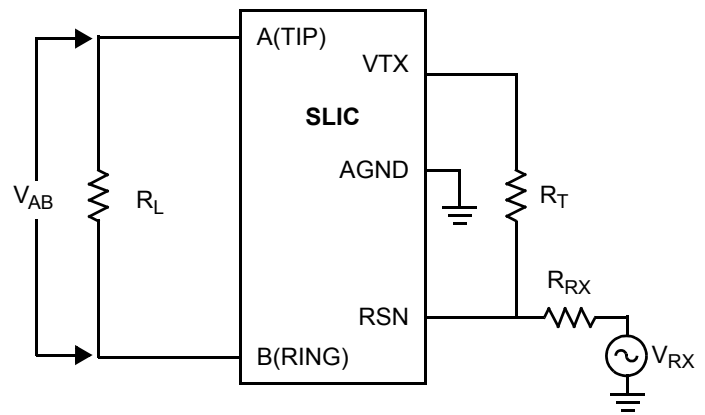 A(TIP)
VTX
SLIC
AGND
V_AB
R_L
R_T
R_RX
RSN
V_RX
B(RING)